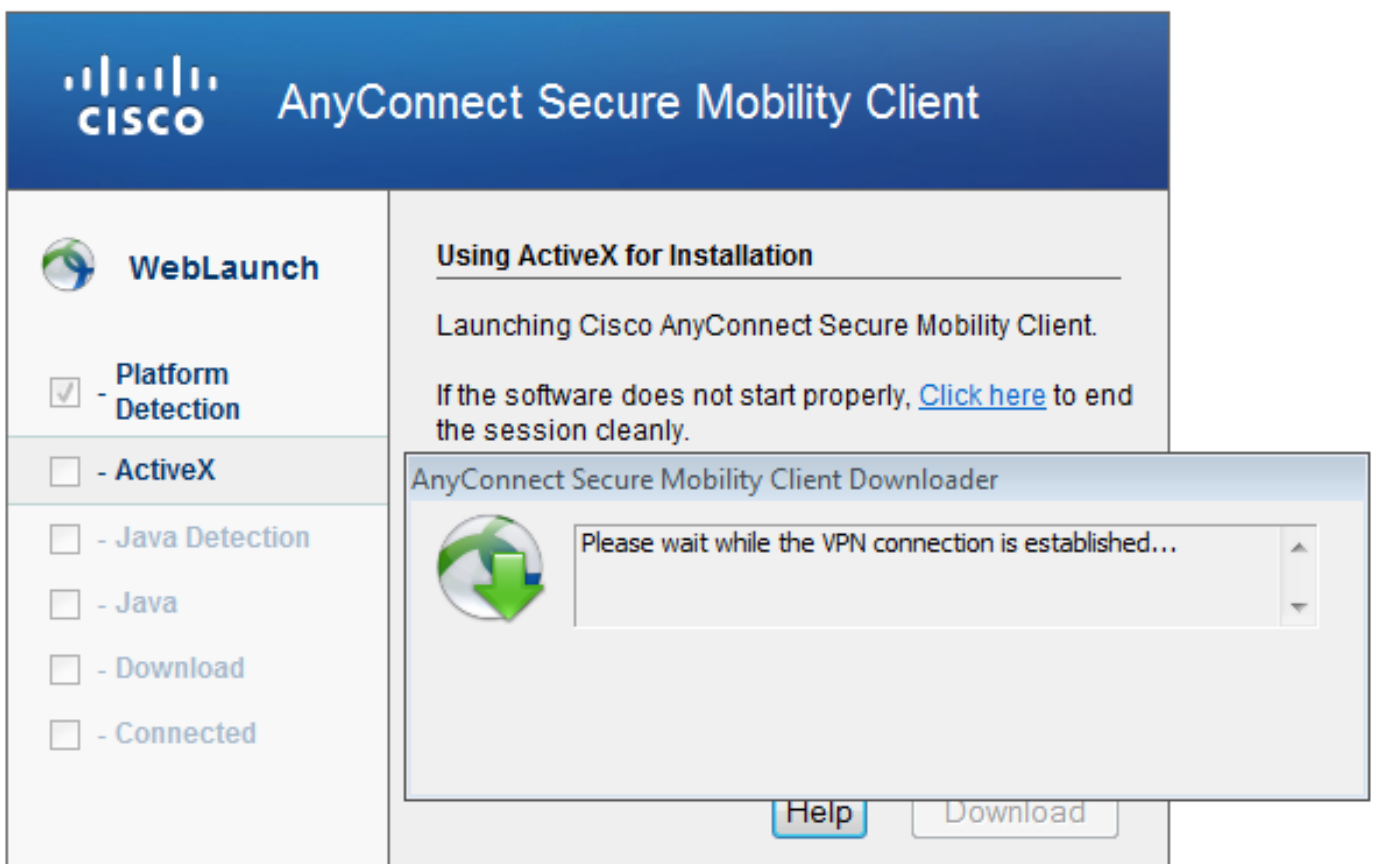 CISCO
AnyConnect Secure Mobility Client
WebLaunch
- Platform
Detection
- ActiveX
- Java Detection
- Java
- Download
- Connected
Using ActiveX for Installation
Launching Cisco AnyConnect Secure Mobility Client.
If the software does not start properly, Click here to end
the session cleanly.
AnyConnect Secure Mobility Client Downloader
Please wait while the VPN connection is established...
Help
Download